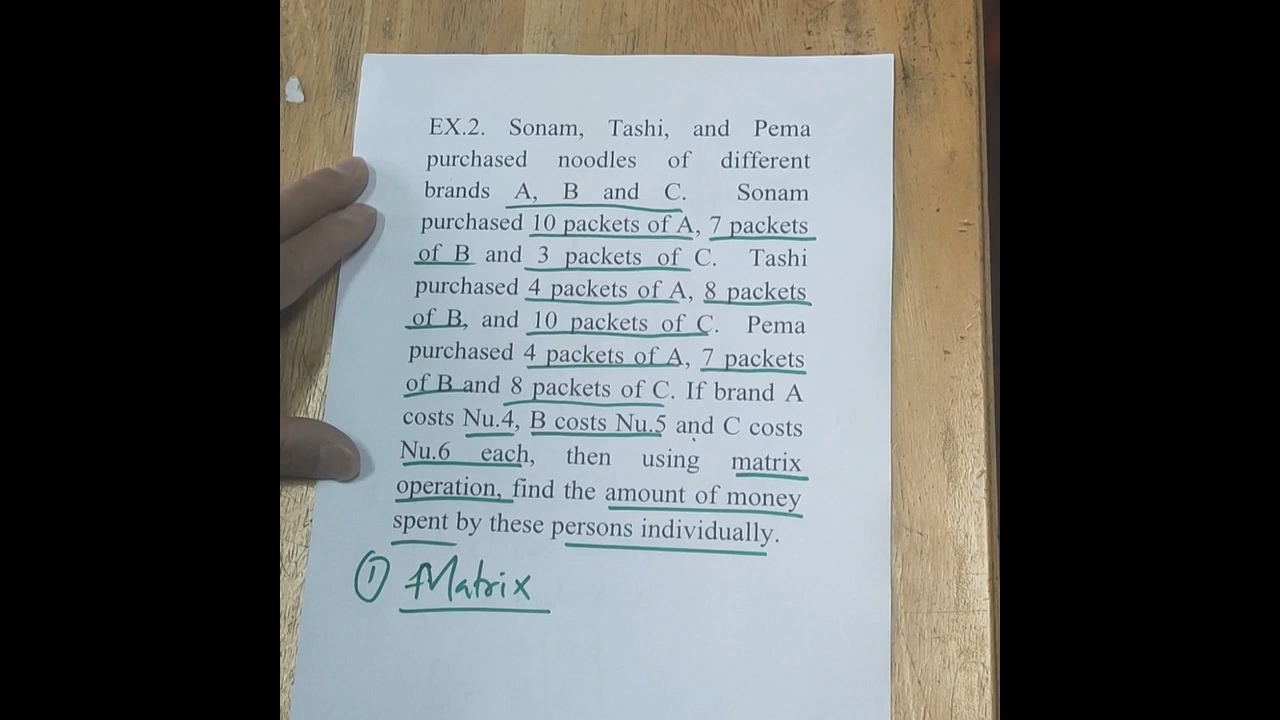 EX.2. Sonam, Tashi, and Pema
purchased noodles of different
brands A, B and C. Sonam
purchased 10 packets of A, 7 packets
of B and 3 packets of C. Tashi
purchased 4 packets of A, 8 packets
of B, and 10 packets of C. Pema
purchased 4 packets of A, 7 packets
of B and 8 packets of C. If brand A
costs Nu.4, B costs Nu.5 and C costs
Nu.6 each, then using matrix
operation, find the amount of money
spent by these persons individually.
① Matrix